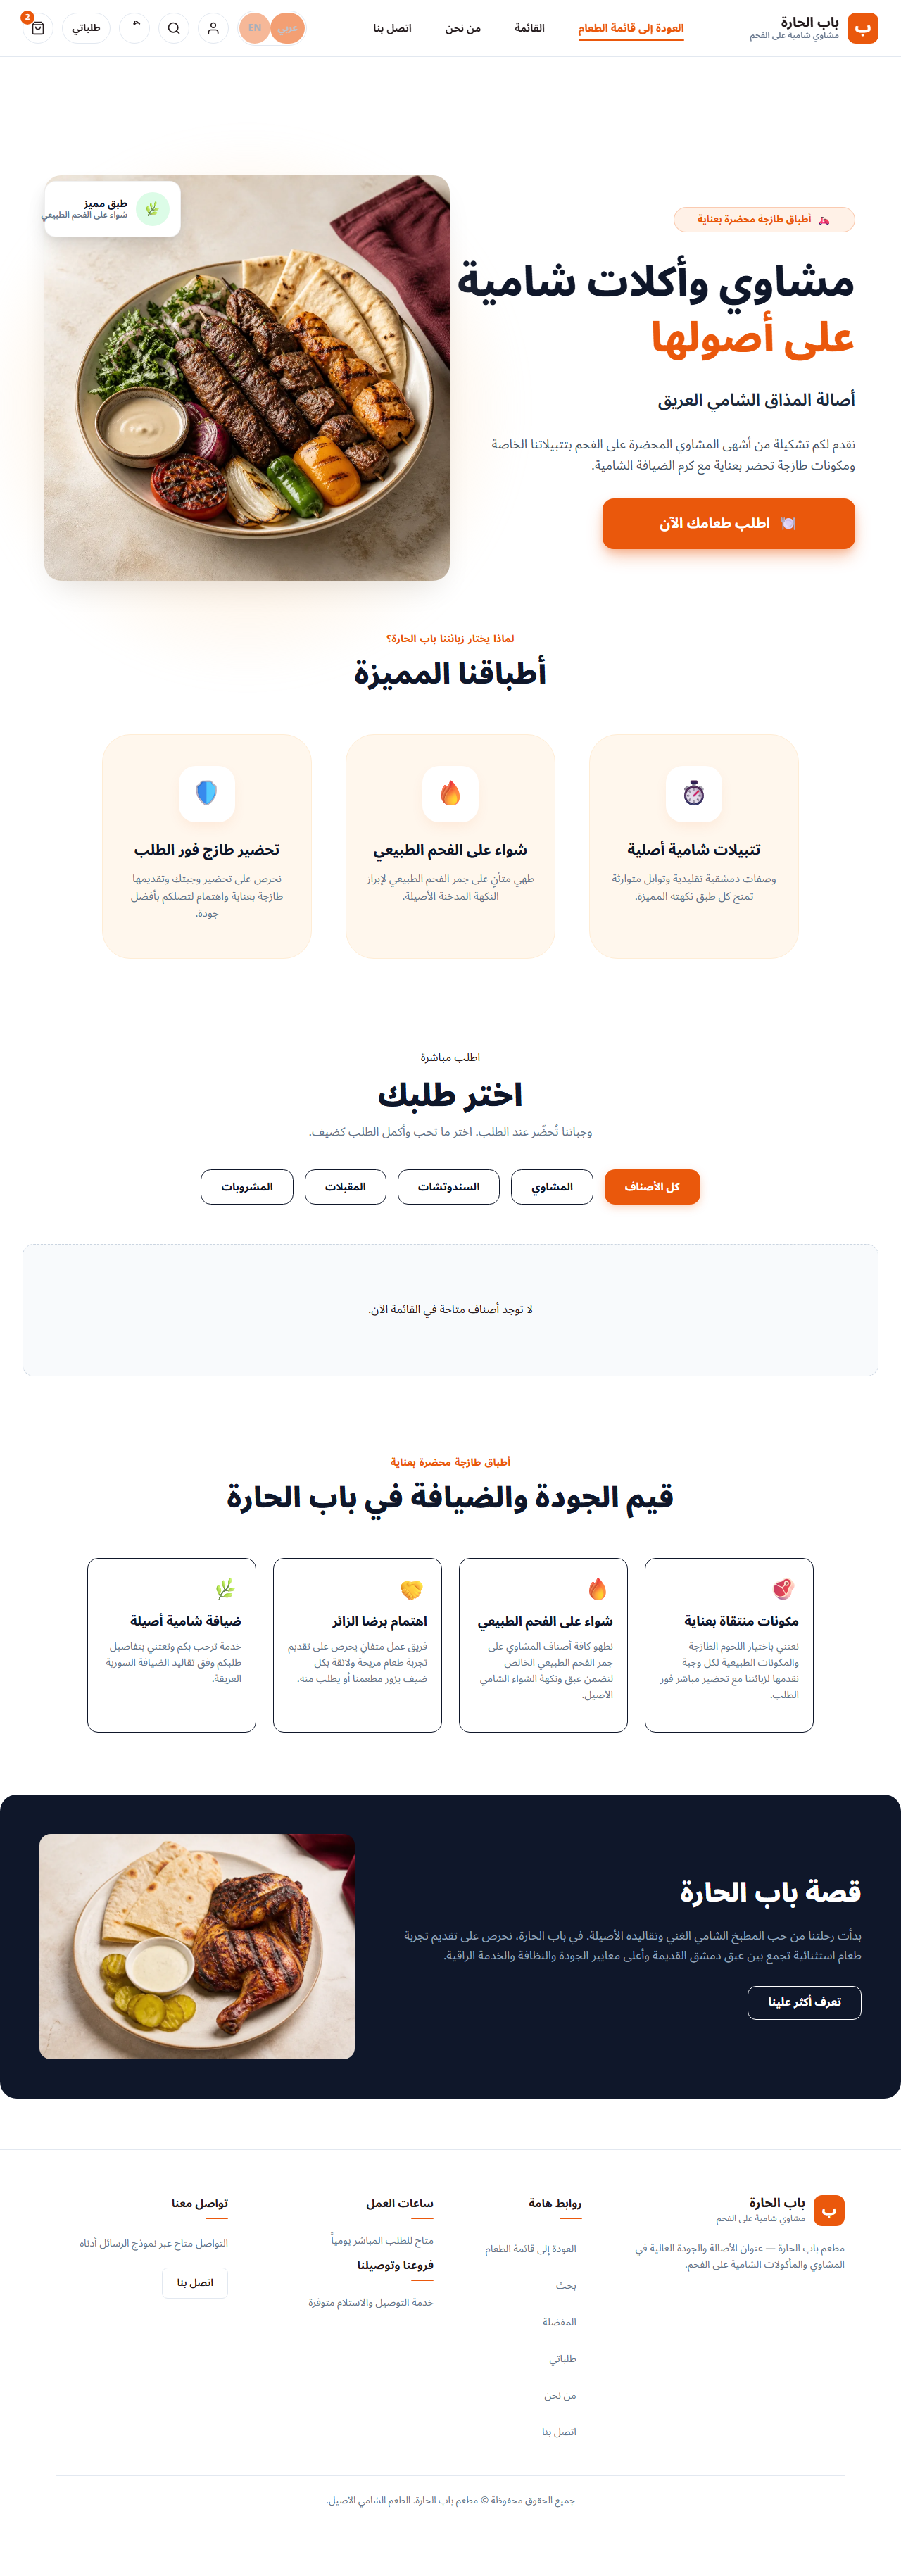 باب الحارة
مشاوي شامية على الفحم
العودة إلى قائمة الطعام
القائمة
من نحن
اتصل بنا
عربي
EN
طلباتي
2
أطباق طازجة محضرة بعناية
مشاوي وأكلات شامية
على أصولها
أصالة المذاق الشامي العريق
نقدم لكم تشكيلة من أشهى المشاوي المحضرة على الفحم بتتبيلاتنا الخاصة
ومكونات طازجة تحضر بعناية مع كرم الضيافة الشامية.
اطلب طعامك الآن
طبق مميز
شواء على الفحم الطبيعي
لماذا يختار زبائننا باب الحارة؟
أطباقنا المميزة
تتبيلات شامية أصلية
وصفات دمشقية تقليدية وتوابل متوارثة
تمنح كل طبق نكهته المميزة.
شواء على الفحم الطبيعي
طهي متأنٍ على جمر الفحم الطبيعي لإبراز
النكهة المدخنة الأصيلة.
تحضير طازج فور الطلب
نحرص على تحضير وجبتك وتقديمها
طازجة بعناية واهتمام لتصلكم بأفضل
جودة.
اطلب مباشرة
اختر طلبك
وجباتنا تُحضّر عند الطلب. اختر ما تحب وأكمل الطلب كضيف.
كل الأصناف
المشاوي
السندوتشات
المقبلات
المشروبات
لا توجد أصناف متاحة في القائمة الآن.
أطباق طازجة محضرة بعناية
قيم الجودة والضيافة في باب الحارة
مكونات منتقاة بعناية
نعتني باختيار اللحوم الطازجة
والمكونات الطبيعية لكل وجبة
نقدمها لزبائننا مع تحضير مباشر فور
الطلب.
شواء على الفحم الطبيعي
نطهو كافة أصناف المشاوي على
جمر الفحم الطبيعي الخالص
لنضمن عبق ونكهة الشواء الشامي
الأصيل.
اهتمام برضا الزائر
فريق عمل متفانٍ يحرص على تقديم
تجربة طعام مريحة ولائقة بكل
ضيف يزور مطعمنا أو يطلب منه.
ضيافة شامية أصيلة
خدمة ترحب بكم وتعتني بتفاصيل
طلبكم وفق تقاليد الضيافة السورية
العريقة.
قصة باب الحارة
بدأت رحلتنا من حب المطبخ الشامي الغني وتقاليده الأصيلة. في باب الحارة، نحرص على تقديم تجربة
طعام استثنائية تجمع بين عبق دمشق القديمة وأعلى معايير الجودة والنظافة والخدمة الراقية.
تعرف أكثر علينا
باب الحارة
مشاوي شامية على الفحم
مطعم باب الحارة — عنوان الأصالة والجودة العالية في
المشاوي والمأكولات الشامية على الفحم.
روابط هامة
العودة إلى قائمة الطعام
بحث
المفضلة
طلباتي
من نحن
اتصل بنا
ساعات العمل
متاح للطلب المباشر يومياً
فروعنا وتوصيلنا
خدمة التوصيل والاستلام متوفرة
تواصل معنا
التواصل متاح عبر نموذج الرسائل أدناه
اتصل بنا
جميع الحقوق محفوظة © مطعم باب الحارة. الطعم الشامي الأصيل.